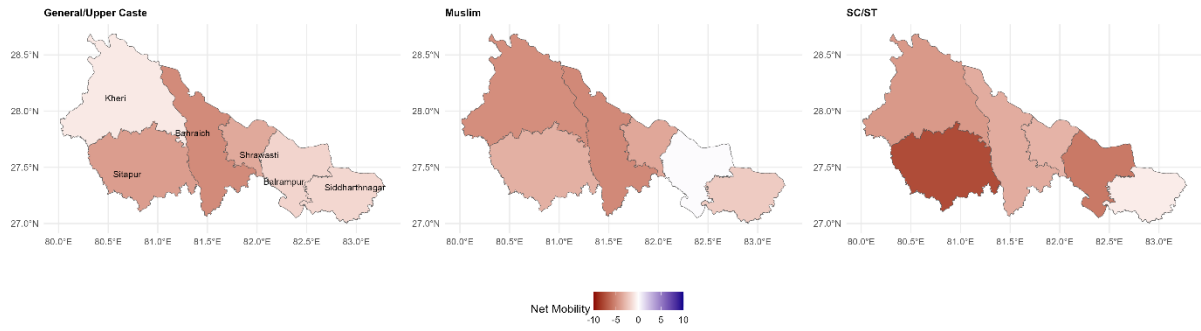 General/Upper Caste
Muslim
SC/ST
28.5°N
28.0°N
27.5°N
27.0°N
Kheri
Bahraich
Shrawasti
Sitapur
Balrampur
Siddharthnagar
80.0°E 80.5°E 81.0°E 81.5°E 82.0°E 82.5°E 83.0°E
28.5°N
28.0°N
27.5°N
27.0°N
80.0°E 80.5°E 81.0°E 81.5°E 82.0°E 82.5°E 83.0°E
28.5°N
28.0°N
27.5°N
27.0°N
80.0°E 80.5°E 81.0°E 81.5°E 82.0°E 82.5°E 83.0°E
Net Mobility
-10 -5 0 5 10